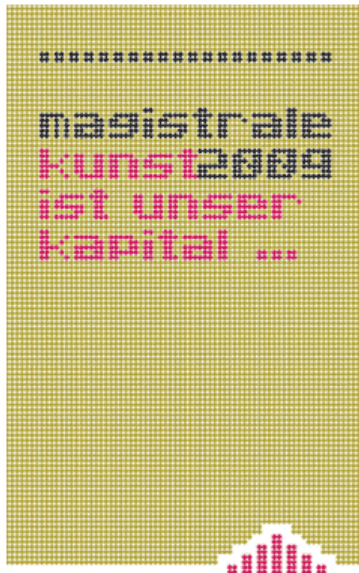 magistrale
kunst2009
ist unser
kapital ...